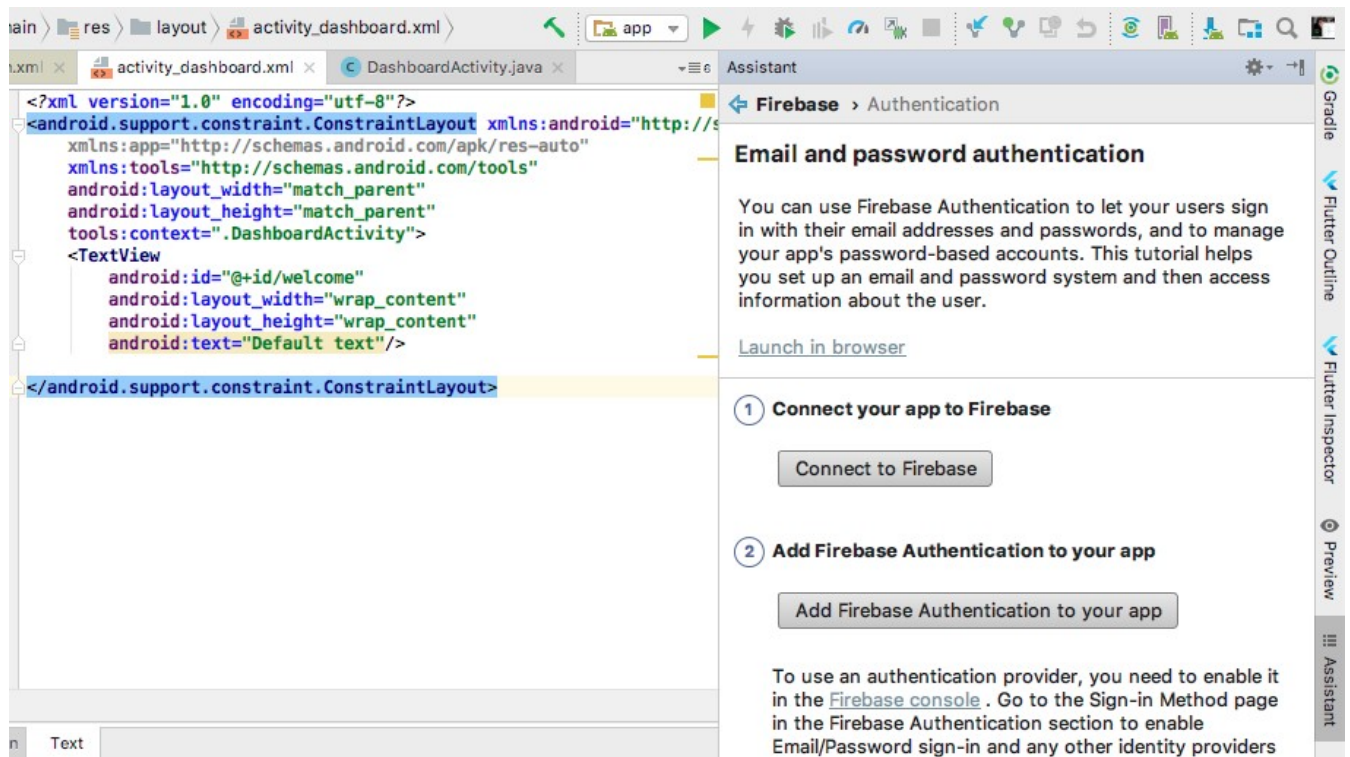 ain res layout activity_dashboard.xml app
.xml activity_dashboard.xml DashboardActivity.java
<?xml version="1.0" encoding="utf-8"?>
<android.support.constraint.ConstraintLayout xmlns:android="http://s
xmlns:app="http://schemas.android.com/apk/res-auto"
xmlns:tools="http://schemas.android.com/tools"
android:layout_width="match_parent"
android:layout_height="match_parent"
tools:context=".DashboardActivity">
<TextView
android:id="@+id/welcome"
android:layout_width="wrap_content"
android:layout_height="wrap_content"
android:text="Default text"/>
</android.support.constraint.ConstraintLayout>
n Text
Assistant
Firebase › Authentication
Email and password authentication
You can use Firebase Authentication to let your users sign
in with their email addresses and passwords, and to manage
your app's password-based accounts. This tutorial helps
you set up an email and password system and then access
information about the user.
Launch in browser
1 Connect your app to Firebase
Connect to Firebase
2 Add Firebase Authentication to your app
Add Firebase Authentication to your app
To use an authentication provider, you need to enable it
in the Firebase console . Go to the Sign-in Method page
in the Firebase Authentication section to enable
Email/Password sign-in and any other identity providers
Gradle
Flutter Outline
Flutter Inspector
Preview
Assistant